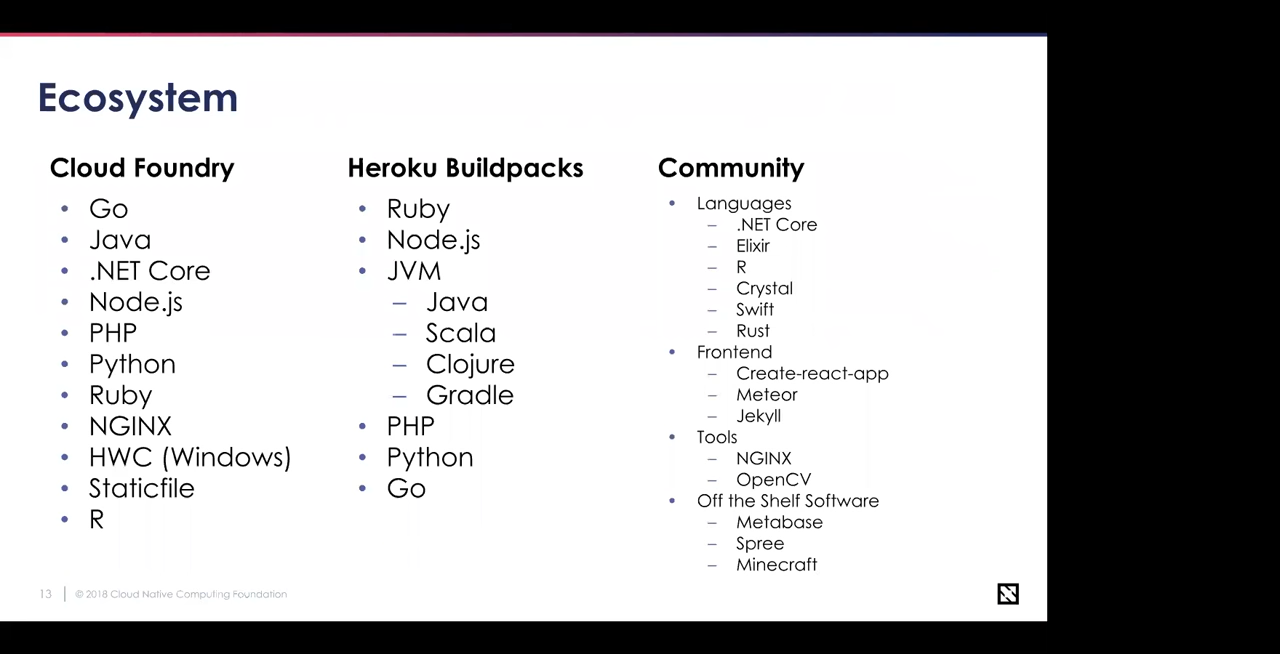 Ecosystem
Cloud Foundry
• Go
• Java
• .NET Core
• Node.js
• PHP
• Python
• Ruby
• NGINX
• HWC (Windows)
• Staticfile
• R
Heroku Buildpacks
• Ruby
• Node.js
• JVM
– Java
– Scala
– Clojure
– Gradle
• PHP
• Python
• Go
Community
• Languages
– .NET Core
– Elixir
– R
– Crystal
– Swift
– Rust
• Frontend
– Create-react-app
– Meteor
– Jekyll
• Tools
– NGINX
– OpenCV
• Off the Shelf Software
– Metabase
– Spree
– Minecraft
13 | © 2018 Cloud Native Computing Foundation